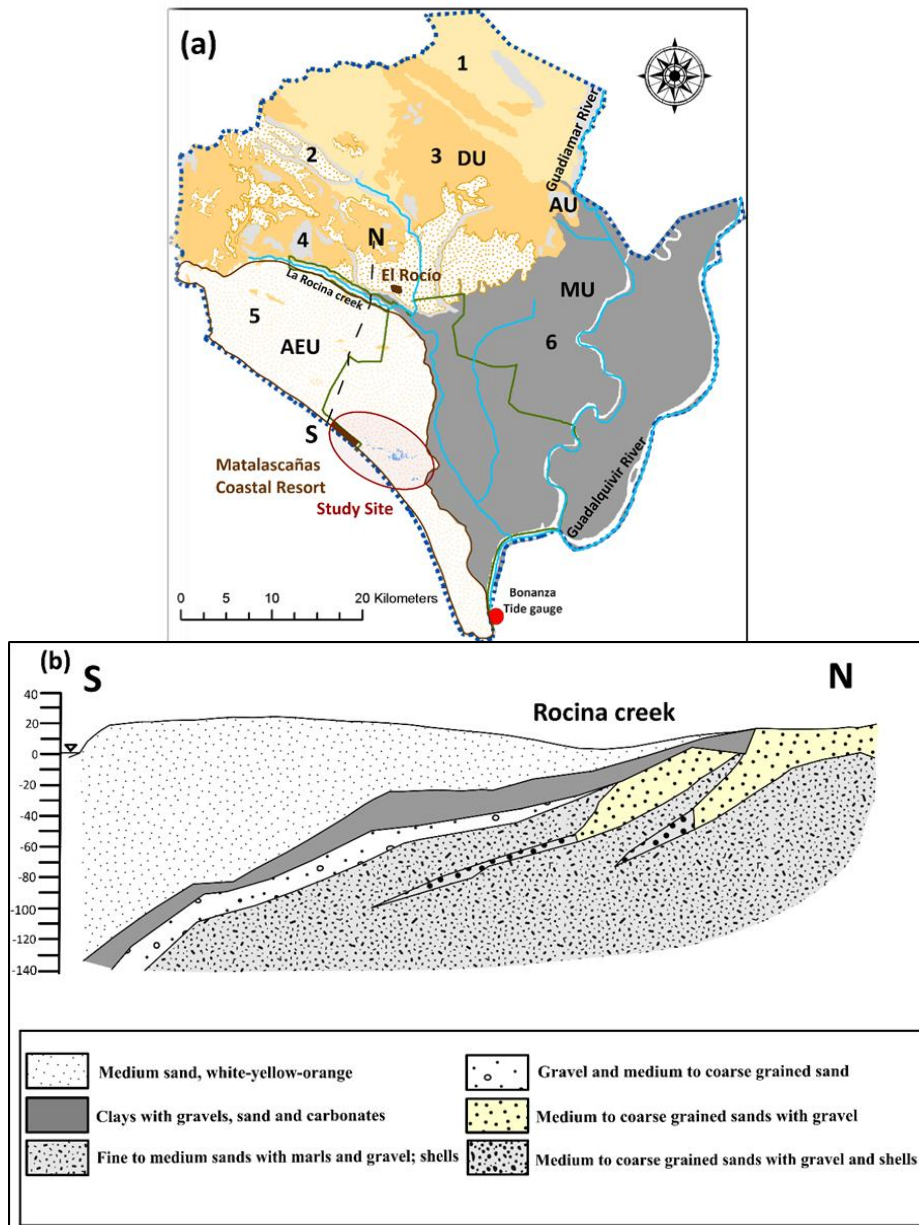 (a)
1
2
3
DU
Guadiamar River
AU
N
4
El Rocío
La Rocina creek
MU
5
6
AEU
S
Matalascañas
Coastal Resort
Study Site
Guadalquivir River
0 5 10 20 Kilometers
Bonanza
Tide gauge
(b)
S
N
Rocina creek
40
20
0
-20
-40
-60
-80
-100
-120
-140
Medium sand, white-yellow-orange
Gravel and medium to coarse grained sand
Clays with gravels, sand and carbonates
Medium to coarse grained sands with gravel
Fine to medium sands with marls and gravel; shells
Medium to coarse grained sands with gravel and shells